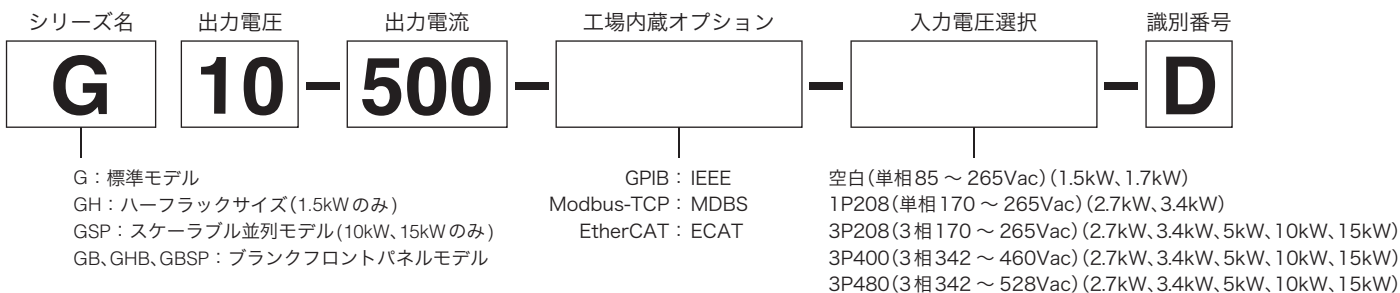 シリーズ名 出力電圧 出力電流 工場内蔵オプション 入力電圧選択 識別番号
G 10-500- - -D
G：標準モデル
GH：ハーフラックサイズ(1.5kWのみ)
GSP：スケーラブル並列モデル(10kW、15kWのみ)
GB、GHB、GBSP：ブランクフロントパネルモデル
GPIB：IEEE
Modbus-TCP：MDBS
EtherCAT：ECAT
空白(単相85～265Vac)(1.5kW、1.7kW)
1P208(単相170～265Vac)(2.7kW、3.4kW)
3P208(3相170～265Vac)(2.7kW、3.4kW、5kW、10kW、15kW)
3P400(3相342～460Vac)(2.7kW、3.4kW、5kW、10kW、15kW)
3P480(3相342～528Vac)(2.7kW、3.4kW、5kW、10kW、15kW)